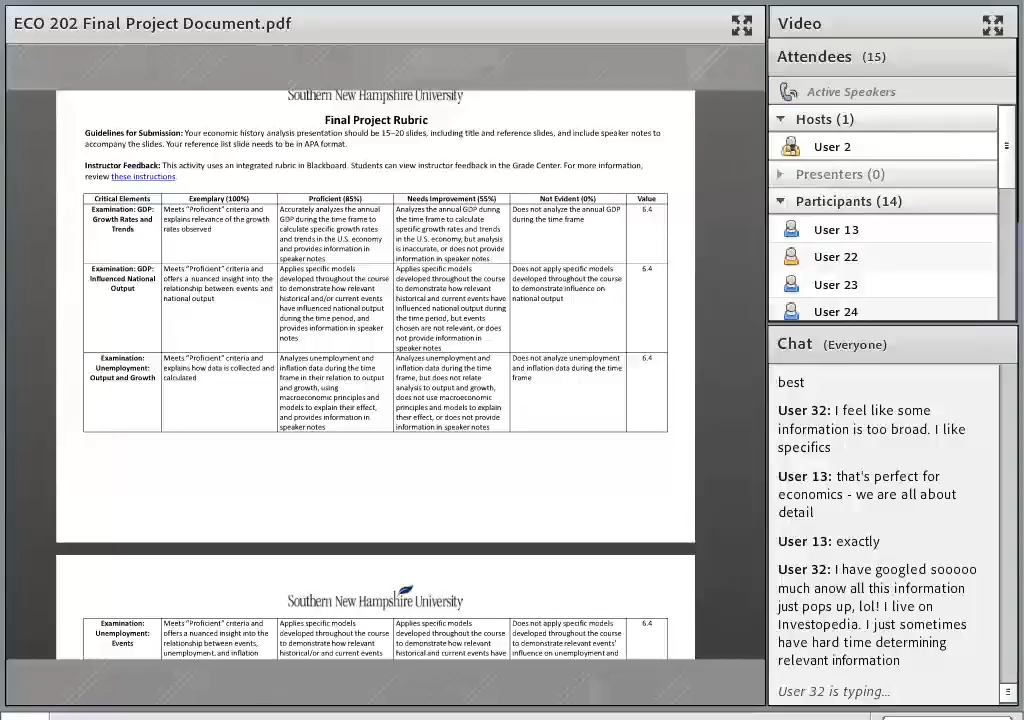 ECO 202 Final Project Document.pdf
Southern New Hampshire University
Final Project Rubric
Guidelines for Submission: Your economic history analysis presentation should be 15–20 slides, including title and reference slides, and include speaker notes to
accompany the slides. Your reference list slide needs to be in APA format.
Instructor Feedback: This activity uses an integrated rubric in Blackboard. Students can view instructor feedback in the Grade Center. For more information,
review these instructions.
Critical Elements
Exemplary (100%)
Proficient (85%)
Needs Improvement (55%)
Not Evident (0%)
Value
Examination: GDP:
Growth Rates and
Trends
Meets “Proficient” criteria and
explains relevance of the growth
rates observed
Accurately analyzes the annual
GDP during the time frame to
calculate specific growth rates
and trends in the U.S. economy
and provides information in
speaker notes
Analyzes the annual GDP during
the time frame to calculate
specific growth rates and trends
in the U.S. economy, but analysis
is inaccurate, or does not provide
information in speaker notes
Does not analyze the annual GDP
during the time frame
6.4
Examination: GDP:
Influenced National
Output
Meets “Proficient” criteria and
offers a nuanced insight into the
relationship between events and
national output
Applies specific models
developed throughout the course
to demonstrate how relevant
historical and/or current events
have influenced national output
during the time period, and
provides information in speaker
notes
Applies specific models
developed throughout the course
to demonstrate how relevant
historical and current events have
influenced national output during
the time period, but events
chosen are not relevant, or does
not provide information in
speaker notes
Does not apply specific models
developed throughout the course
to demonstrate influence on
national output
6.4
Examination:
Unemployment:
Output and Growth
Meets “Proficient” criteria and
explains how data is collected and
calculated
Analyzes unemployment and
inflation data during the time
frame in their relation to output
and growth, using
macroeconomic principles and
models to explain their effect,
and provides information in
speaker notes
Analyzes unemployment and
inflation data during the time
frame, but does not relate
analysis to output and growth,
does not use macroeconomic
principles and models to explain
their effect, or does not provide
information in speaker notes
Does not analyze unemployment
and inflation data during the time
frame
6.4
Southern New Hampshire University
Examination:
Unemployment:
Events
Meets “Proficient” criteria and
offers a nuanced insight into the
relationship between events,
unemployment, and inflation
Applies specific models
developed throughout the course
to demonstrate how relevant
historical/or and current events
Applies specific models
developed throughout the course
to demonstrate how relevant
historical and current events have
Does not apply specific models
developed throughout the course
to demonstrate relevant events’
influence on unemployment and
6.4
Video
Attendees (15)
Active Speakers
Hosts (1)
User 2
Presenters (0)
Participants (14)
User 13
User 22
User 23
User 24
Chat (Everyone)
best
User 32: I feel like some
information is too broad. I like
specifics
User 13: that's perfect for
economics - we are all about
detail
User 13: exactly
User 32: I have googled sooooo
much anow all this information
just pops up, lol! I live on
Investopedia. I just sometimes
have hard time determining
relevant information
User 32 is typing...